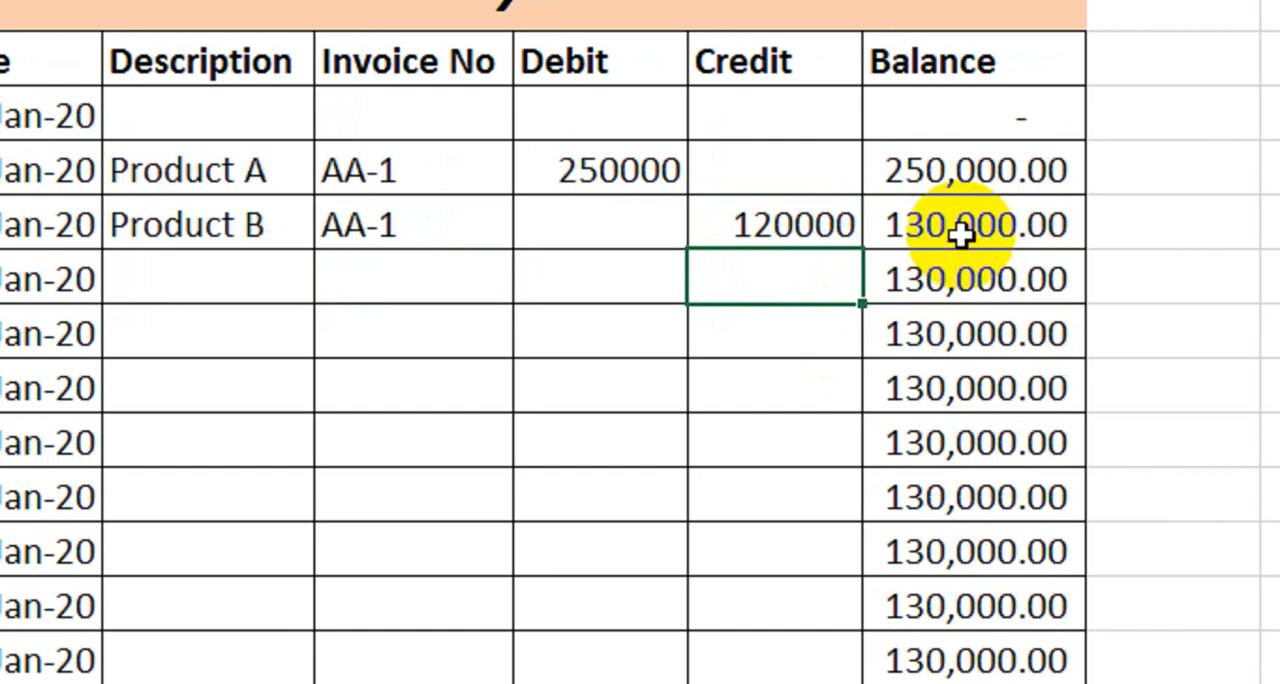 Description Invoice No Debit Credit Balance
Jan-20 -
Jan-20 Product A AA-1 250000 250,000.00
Jan-20 Product B AA-1 120000 130,000.00
Jan-20 130,000.00
Jan-20 130,000.00
Jan-20 130,000.00
Jan-20 130,000.00
Jan-20 130,000.00
Jan-20 130,000.00
Jan-20 130,000.00
Jan-20 130,000.00